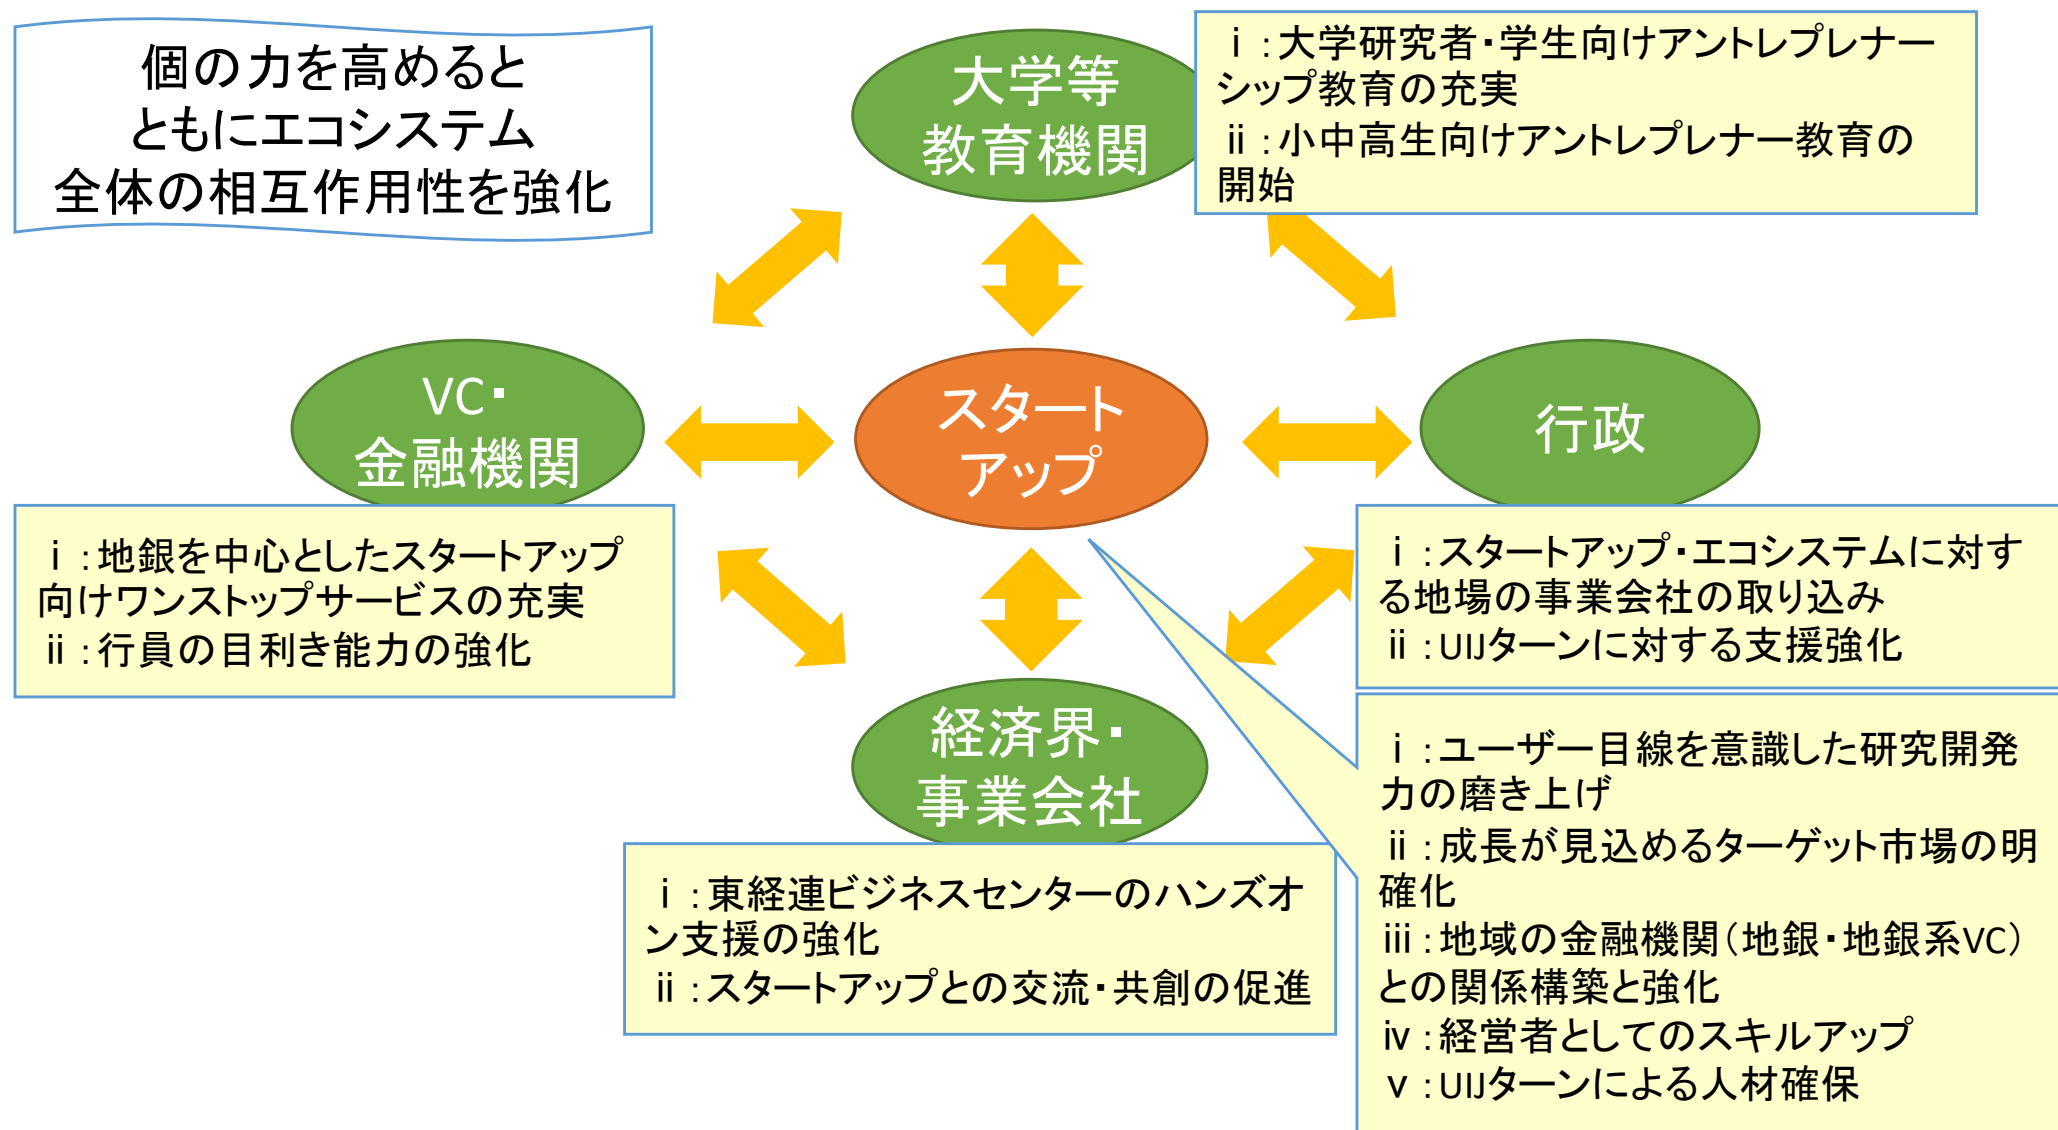 個の力を高めると
ともにエコシステム
全体の相互作用性を強化
大学等
教育機関
ⅰ:大学研究者・学生向けアントレプレナー
シップ教育の充実
ⅱ:小中高生向けアントレプレナー教育の
開始
VC・
金融機関
スタート
アップ
行政
ⅰ:地銀を中心としたスタートアップ
向けワンストップサービスの充実
ⅱ:行員の目利き能力の強化
ⅰ:スタートアップ・エコシステムに対す
る地場の事業会社の取り込み
ⅱ:UIJターンに対する支援強化
経済界・
事業会社
ⅰ:東経連ビジネスセンターのハンズオ
ン支援の強化
ⅱ:スタートアップとの交流・共創の促進
ⅰ:ユーザー目線を意識した研究開発
力の磨き上げ
ⅱ:成長が見込めるターゲット市場の明
確化
ⅲ:地域の金融機関(地銀・地銀系VC)
との関係構築と強化
ⅳ:経営者としてのスキルアップ
ⅴ:UIJターンによる人材確保